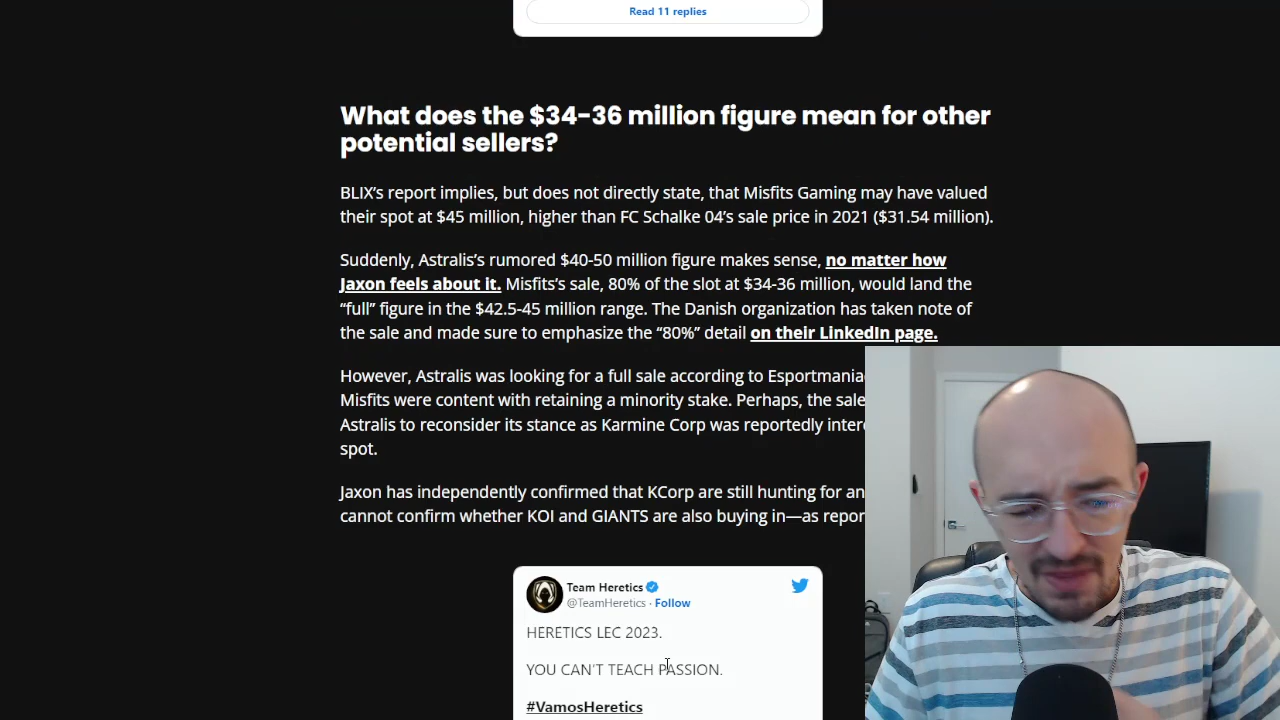 Read 11 replies
What does the $34-36 million figure mean for other
potential sellers?
BLIX's report implies, but does not directly state, that Misfits Gaming may have valued
their spot at $45 million, higher than FC Schalke 04's sale price in 2021 ($31.54 million).
Suddenly, Astralis's rumored $40-50 million figure makes sense, no matter how
Jaxon feels about it. Misfits's sale, 80% of the slot at $34-36 million, would land the
“full” figure in the $42.5-45 million range. The Danish organization has taken note of
the sale and made sure to emphasize the “80%” detail on their LinkedIn page.
However, Astralis was looking for a full sale according to
Misfits were content with retaining a minority stake. Perhaps, the sale
Astralis to reconsider its stance as Karmine Corp was reportedly
spot.
Jaxon has independently confirmed that KCorp are still hunting for
cannot confirm whether KOI and GIANTS are also buying in—as
Team Heretics
@TeamHeretics · Follow
HERETICS LEC 2023.
YOU CAN'T TEACH PASSION.
#VamosHeretics